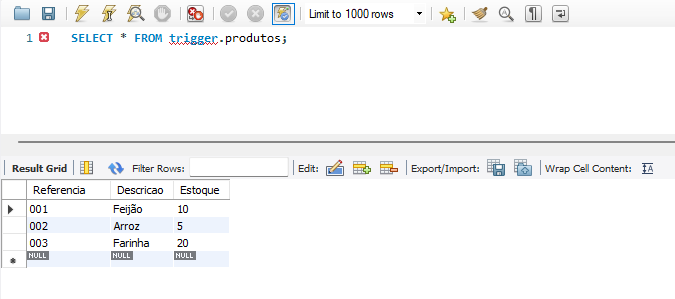 Limit to 1000 rows
1 SELECT * FROM trigger.produtos;
Result Grid Filter Rows: Edit: Export/Import: Wrap Cell Content: IA
Referencia Descricao Estoque
001 Feijão 10
002 Arroz 5
003 Farinha 20
NULL NULL NULL